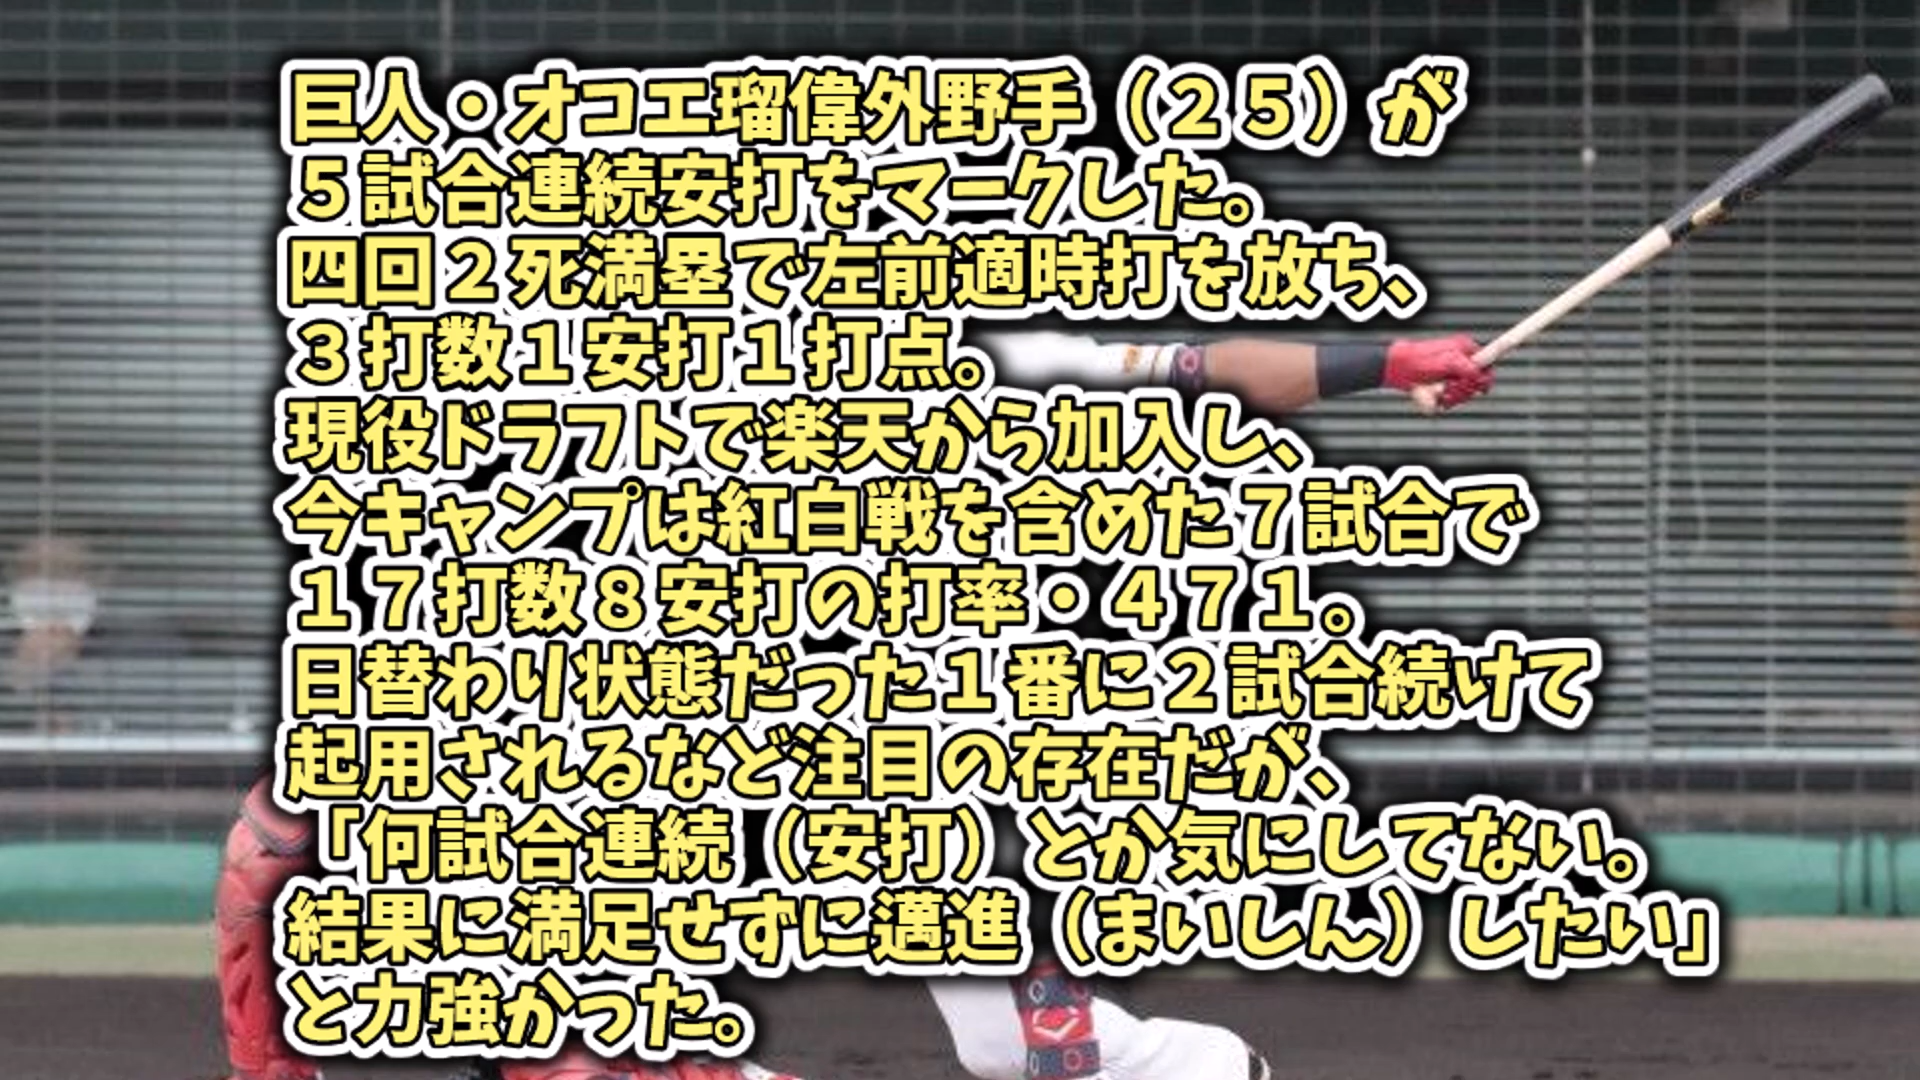 巨人・オコエ瑠偉外野手（２５）が
５試合連続安打をマークした。
四回２死満塁で左前適時打を放ち、
３打数１安打１打点。
現役ドラフトで楽天から加入し、
今キャンプは紅白戦を含めた７試合で
１７打数８安打の打率・４７１。
日替わり状態だった１番に２試合続けて
起用されるなど注目の存在だが、
「何試合連続（安打）とか気にしてない。
結果に満足せずに邁進（まいしん）したい」
と力強かった。